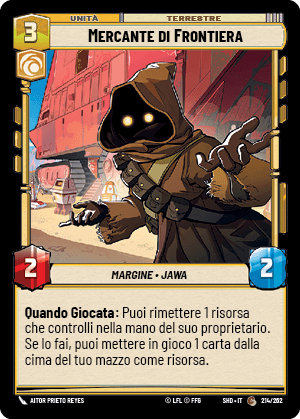 UNITÀ
TERRESTRE
3
MERCANTE DI FRONTIERA
2
2
MARGINE • JAWA
Quando Giocata: Puoi rimettere 1 risorsa
che controlli nella mano del suo proprietario.
Se lo fai, puoi mettere in gioco 1 carta dalla
cima del tuo mazzo come risorsa.
AITOR PRIETO REYES
© LFL © FFG
SHD • IT
214/262